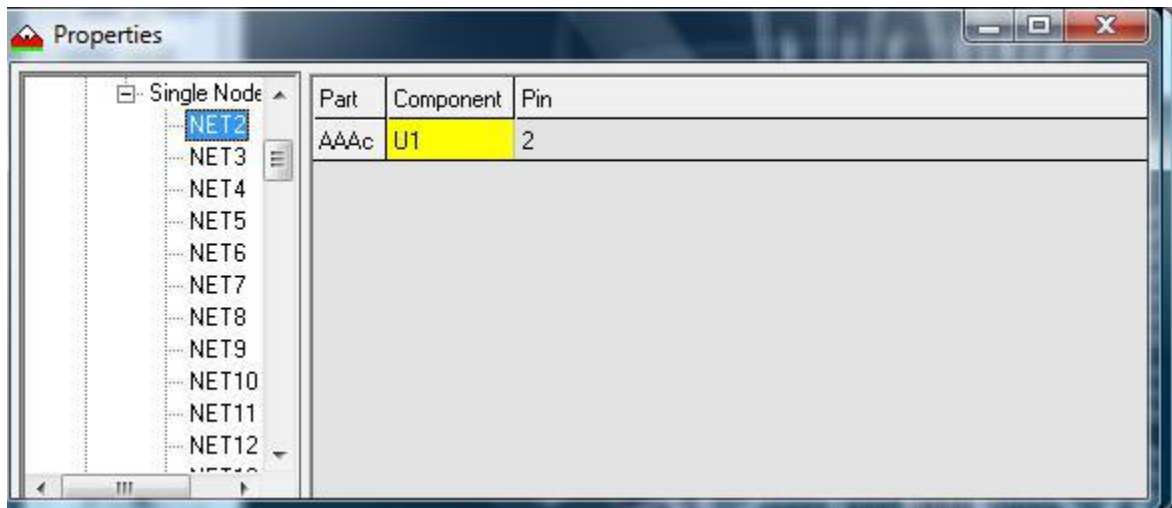 Properties
Single Node
NET2
NET3
NET4
NET5
NET6
NET7
NET8
NET9
NET10
NET11
NET12
Part Component Pin
AAAc U1 2